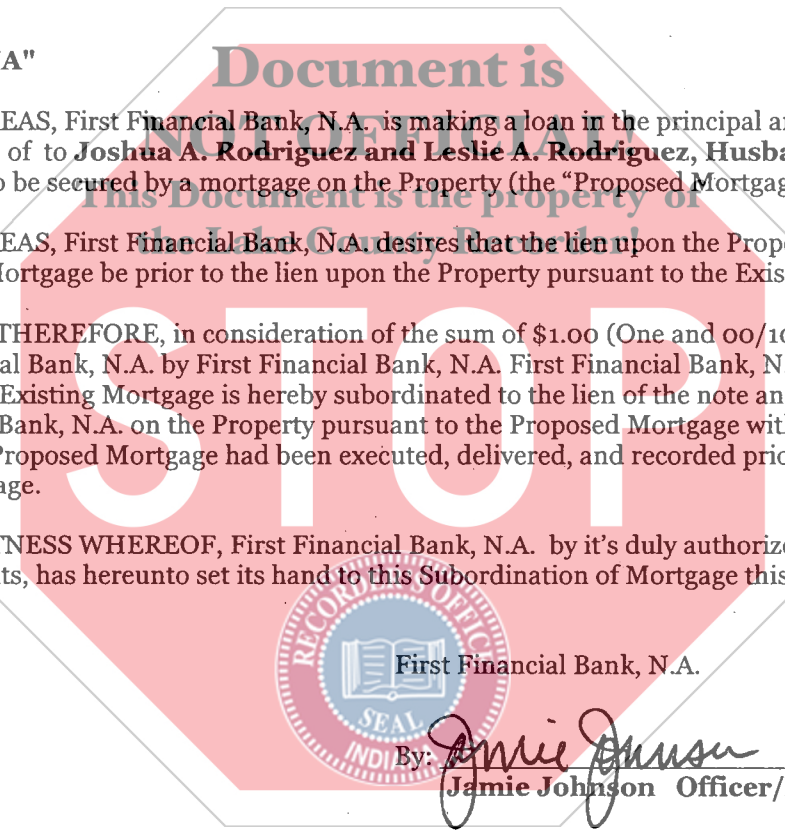 A"
Document is
EAS, First Financial Bank, N.A. is making a loan in the principal a
NOT OFFICIAL!
of to Joshua A. Rodriguez and Leslie A. Rodriguez, Husba
o be secured by a mortgage on the Property (the “Proposed Mortgag
This Document is the property of
EAS, First Financial Bank, N.A. desires that the lien upon the Prop
the Lake County Recorder!
Mortgage be prior to the lien upon the Property pursuant to the Exis
STOP
THEREFORE, in consideration of the sum of $1.00 (One and 00/10
al Bank, N.A. by First Financial Bank, N.A. First Financial Bank, N
Existing Mortgage is hereby subordinated to the lien of the note an
Bank, N.A. on the Property pursuant to the Proposed Mortgage wit
Proposed Mortgage had been executed, delivered, and recorded prio
age.
TNESS WHEREOF, First Financial Bank, N.A. by it’s duly authoriz
ts, has hereunto set its hand to this Subordination of Mortgage this
RECORDER'S OFFICE
SEAL
INDIANA
First Financial Bank, N.A.
By: Jamie Johnson
Jamie Johnson Officer/